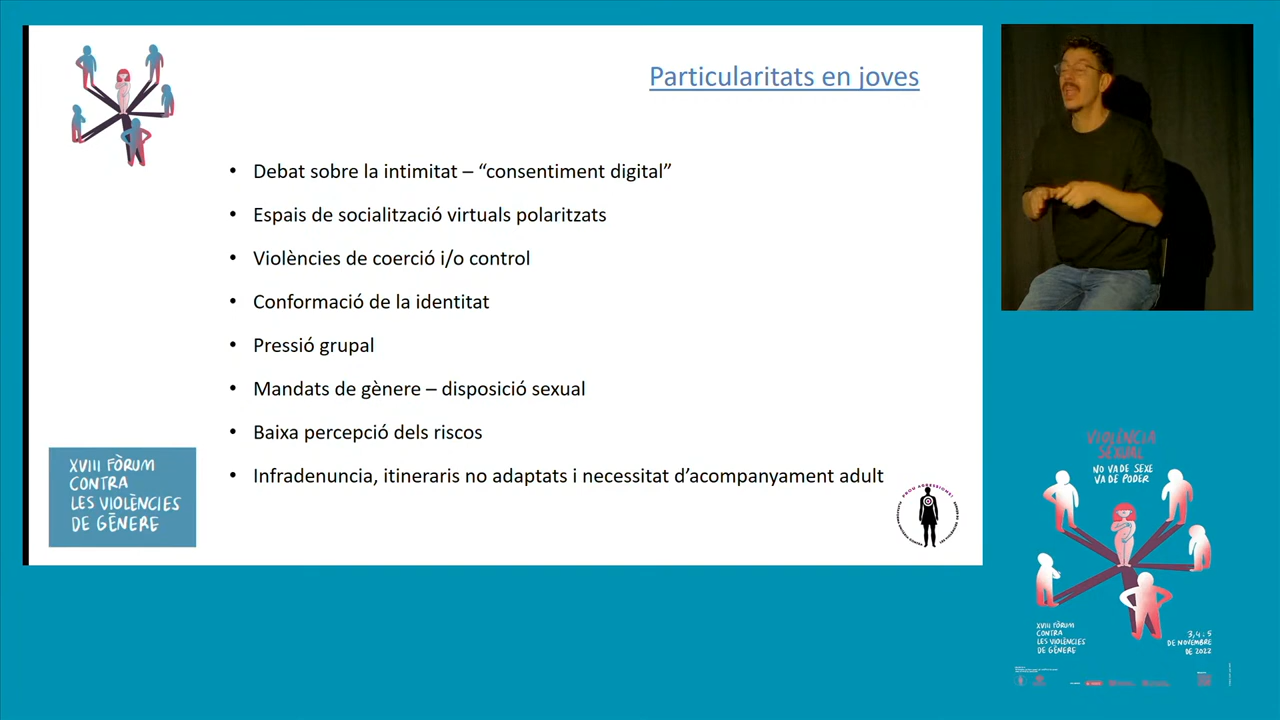 Particularitats en joves
• Debat sobre la intimitat – “consentiment digital”
• Espais de socialització virtuals polaritzats
• Violències de coerció i/o control
• Conformació de la identitat
• Pressió grupal
• Mandats de gènere – disposició sexual
• Baixa percepció dels riscos
• Infradenuncia, itineraris no adaptats i necessitat d’acompanyament adult
XVIII FÒRUM
CONTRA
LES VIOLÈNCIES
DE GÈNERE
PROU AGRESSIONS!
VIOLÈNCIA
SEXUAL
NO VA DE SEXE
VA DE PODER
XVIII FÒRUM
CONTRA
LES VIOLÈNCIES
DE GÈNERE
3, 4 i 5
DE NOVEMBRE
DE 2022